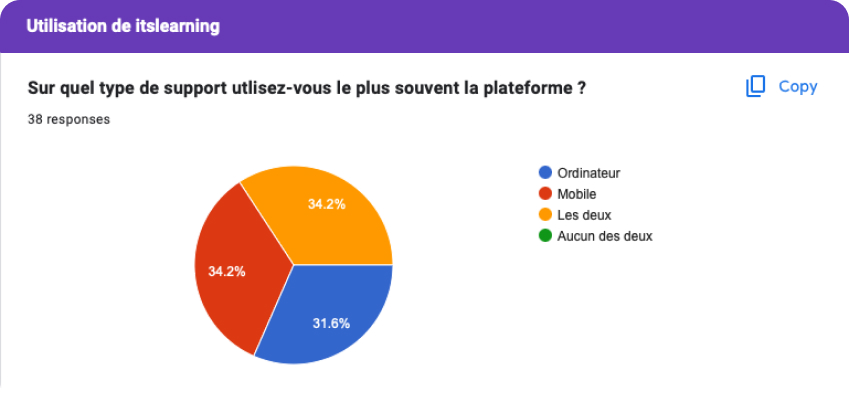 Utilisation de itslearning
Sur quel type de support utlisez-vous le plus souvent la plateforme ?
Copy
38 responses
34.2%
34.2%
31.6%
Ordinateur
Mobile
Les deux
Aucun des deux